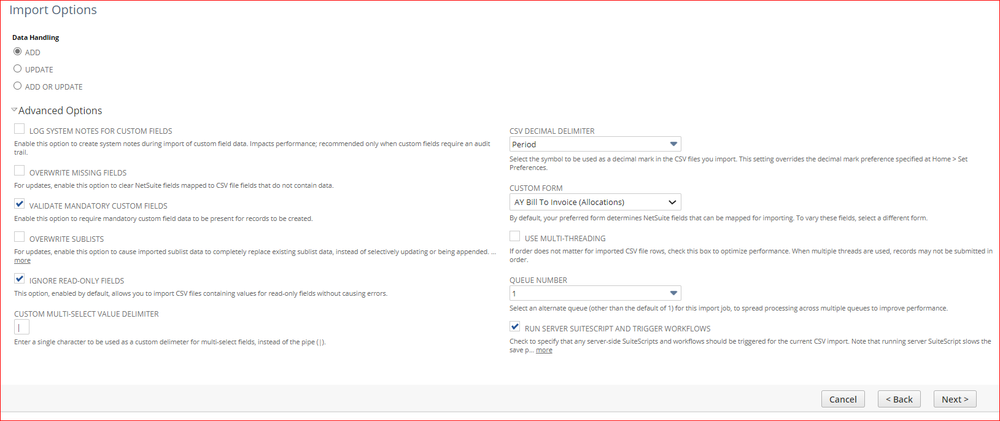 Import Options
Data Handling
ADD
UPDATE
ADD OR UPDATE
Advanced Options
LOG SYSTEM NOTES FOR CUSTOM FIELDS
Enable this option to create system notes during import of custom field data. Impacts performance; recommended only when custom fields require an audit
trail.
OVERWRITE MISSING FIELDS
For updates, enable this option to clear NetSuite fields mapped to CSV file fields that do not contain data.
VALIDATE MANDATORY CUSTOM FIELDS
Enable this option to require mandatory custom field data to be present for records to be created.
OVERWRITE SUBLISTS
For updates, enable this option to cause imported sublist data to completely replace existing sublist data, instead of selectively updating or being appended. ...
more
IGNORE READ-ONLY FIELDS
This option, enabled by default, allows you to import CSV files containing values for read-only fields without causing errors.
CUSTOM MULTI-SELECT VALUE DELIMITER
|
Enter a single character to be used as a custom delimeter for multi-select fields, instead of the pipe (|).
CSV DECIMAL DELIMITER
Period
Select the symbol to be used as a decimal mark in the CSV files you import. This setting overrides the decimal mark preference specified at Home > Set
Preferences.
CUSTOM FORM
AY Bill To Invoice (Allocations)
By default, your preferred form determines NetSuite fields that can be mapped for importing. To vary these fields, select a different form.
USE MULTI-THREADING
If order does not matter for imported CSV file rows, check this box to optimize performance. When multiple threads are used, records may not be submitted in
order.
QUEUE NUMBER
1
Select an alternate queue (other than the default of 1) for this import job, to spread processing across multiple queues to improve performance.
RUN SERVER SUITESCRIPT AND TRIGGER WORKFLOWS
Check to specify that any server-side SuiteScripts and workflows should be triggered for the current CSV import. Note that running server SuiteScript slows the
save p... more
Cancel
< Back
Next >